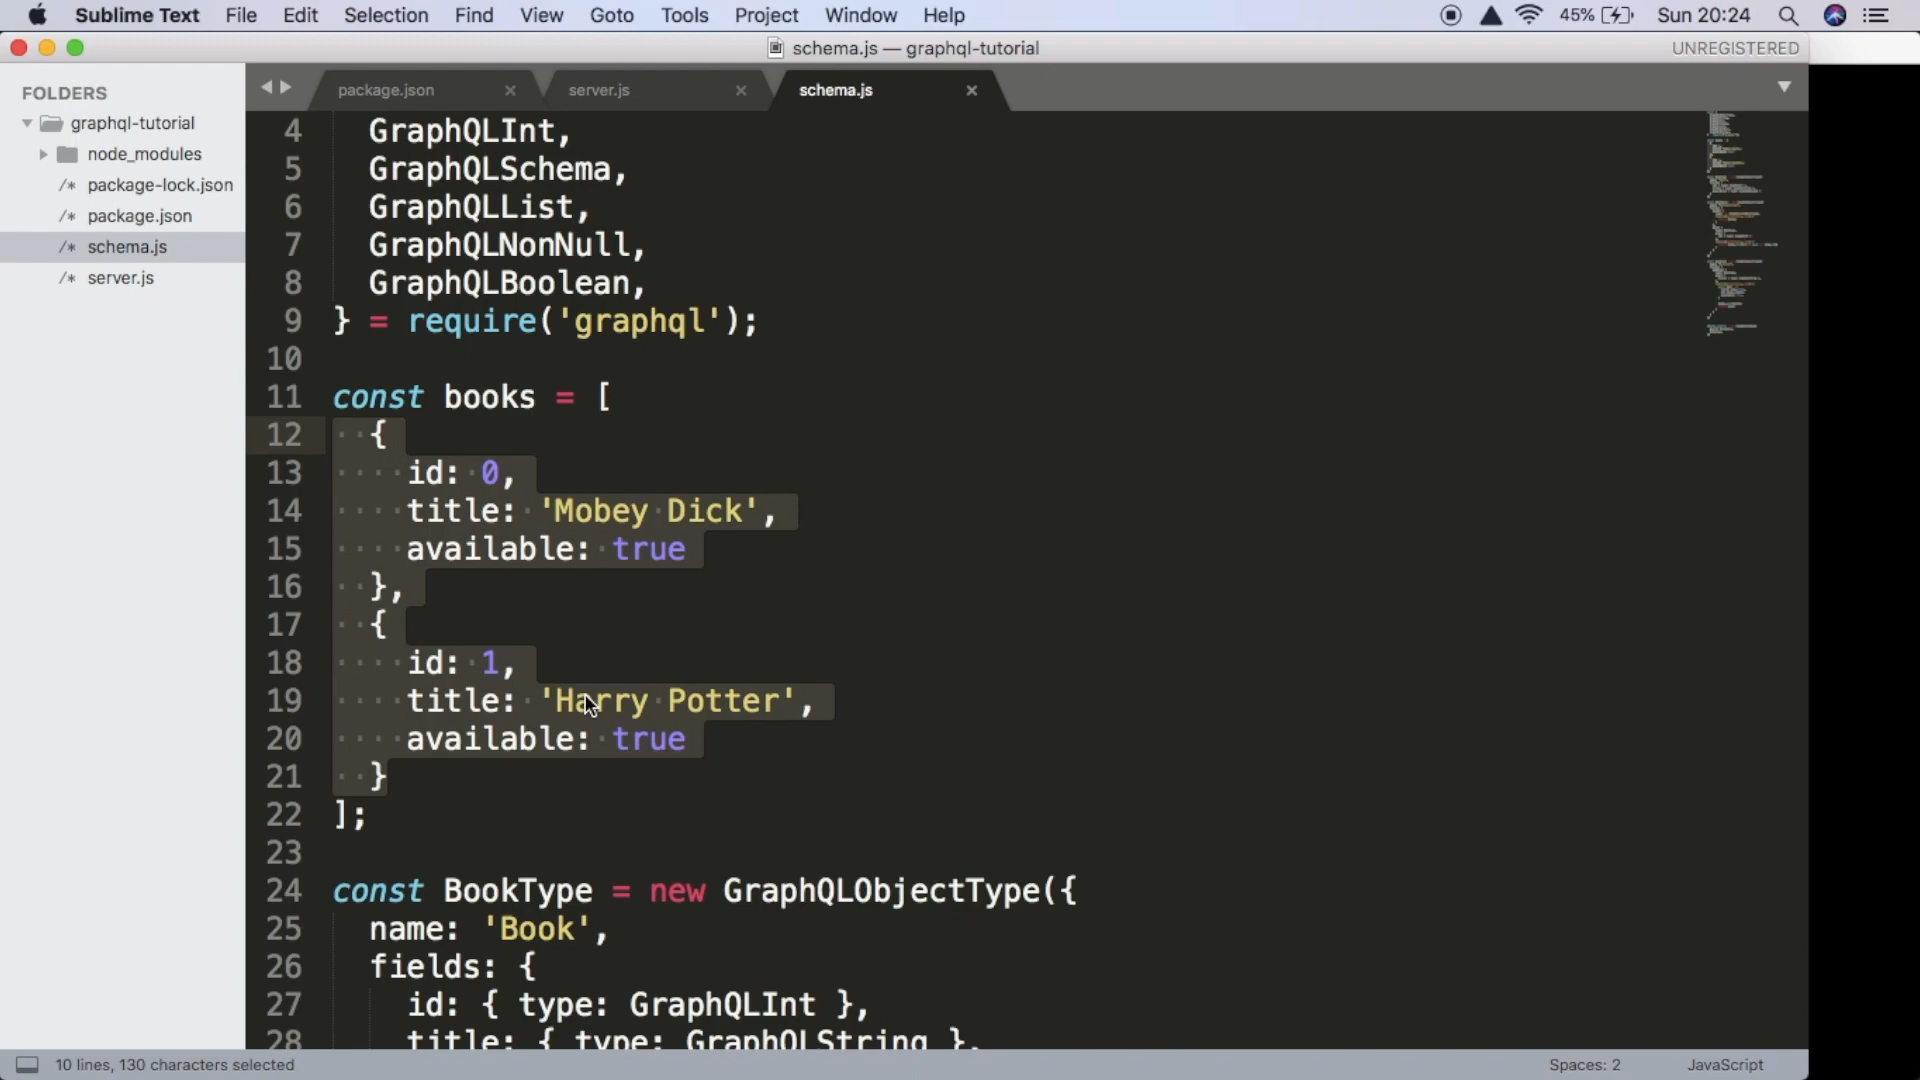 Sublime Text File Edit Selection Find View Goto Tools Project Window Help 45% Sun 20:24
schema.js — graphql-tutorial UNREGISTERED
FOLDERS
graphql-tutorial
node_modules
/* package-lock.json
/* package.json
/* schema.js
/* server.js
package.json server.js schema.js
4 GraphQLInt,
5 GraphQLSchema,
6 GraphQLList,
7 GraphQLNonNull,
8 GraphQLBoolean,
9 } = require('graphql');
10
11 const books = [
12 {
13 id: 0,
14 title: 'Mobey Dick',
15 available: true
16 },
17 {
18 id: 1,
19 title: 'Harry Potter',
20 available: true
21 }
22 ];
23
24 const BookType = new GraphQLObjectType({
25 name: 'Book',
26 fields: {
27 id: { type: GraphQLInt },
28 title: { type: GraphQLString },
10 lines, 130 characters selected Spaces: 2 JavaScript